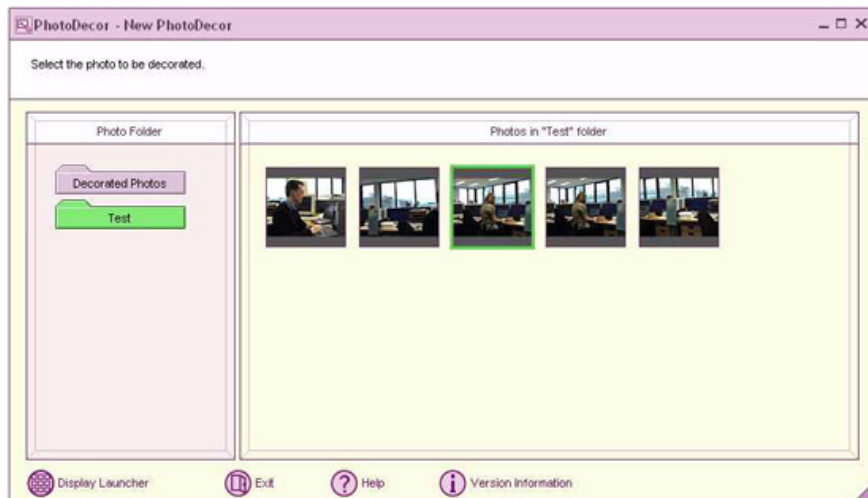 PhotoDecor - New PhotoDecor
Select the photo to be decorated.
Photo Folder
Photos in "Test" folder
Decorated Photos
Test
Display Launcher
Exit
Help
Version Information